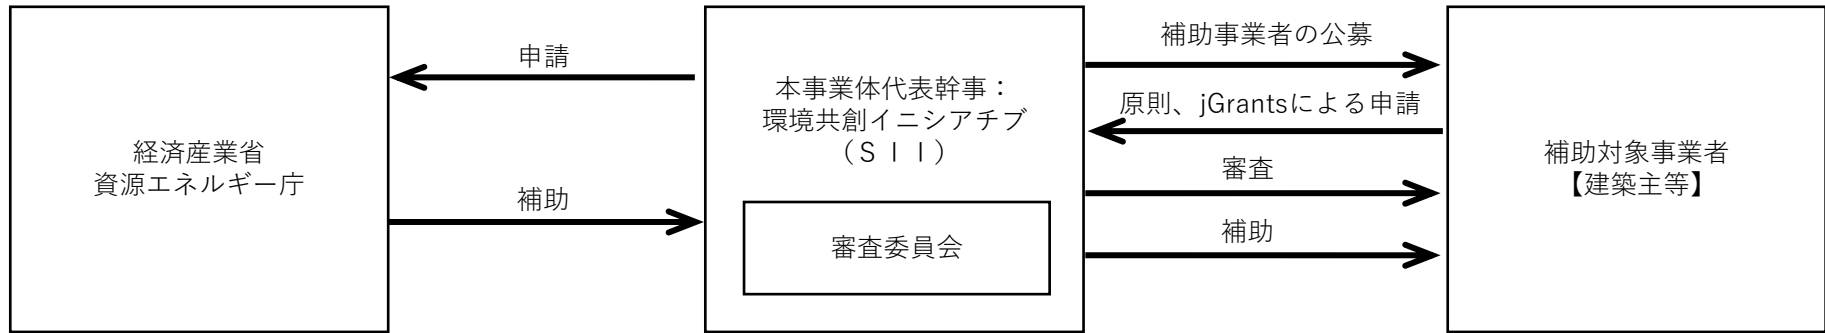 経済産業省
資源エネルギー庁
申請
補助
本事業体代表幹事：
環境共創イニシアチブ
（ＳＩＩ）
審査委員会
補助事業者の公募
原則、jGrantsによる申請
審査
補助
補助対象事業者
【建築主等】